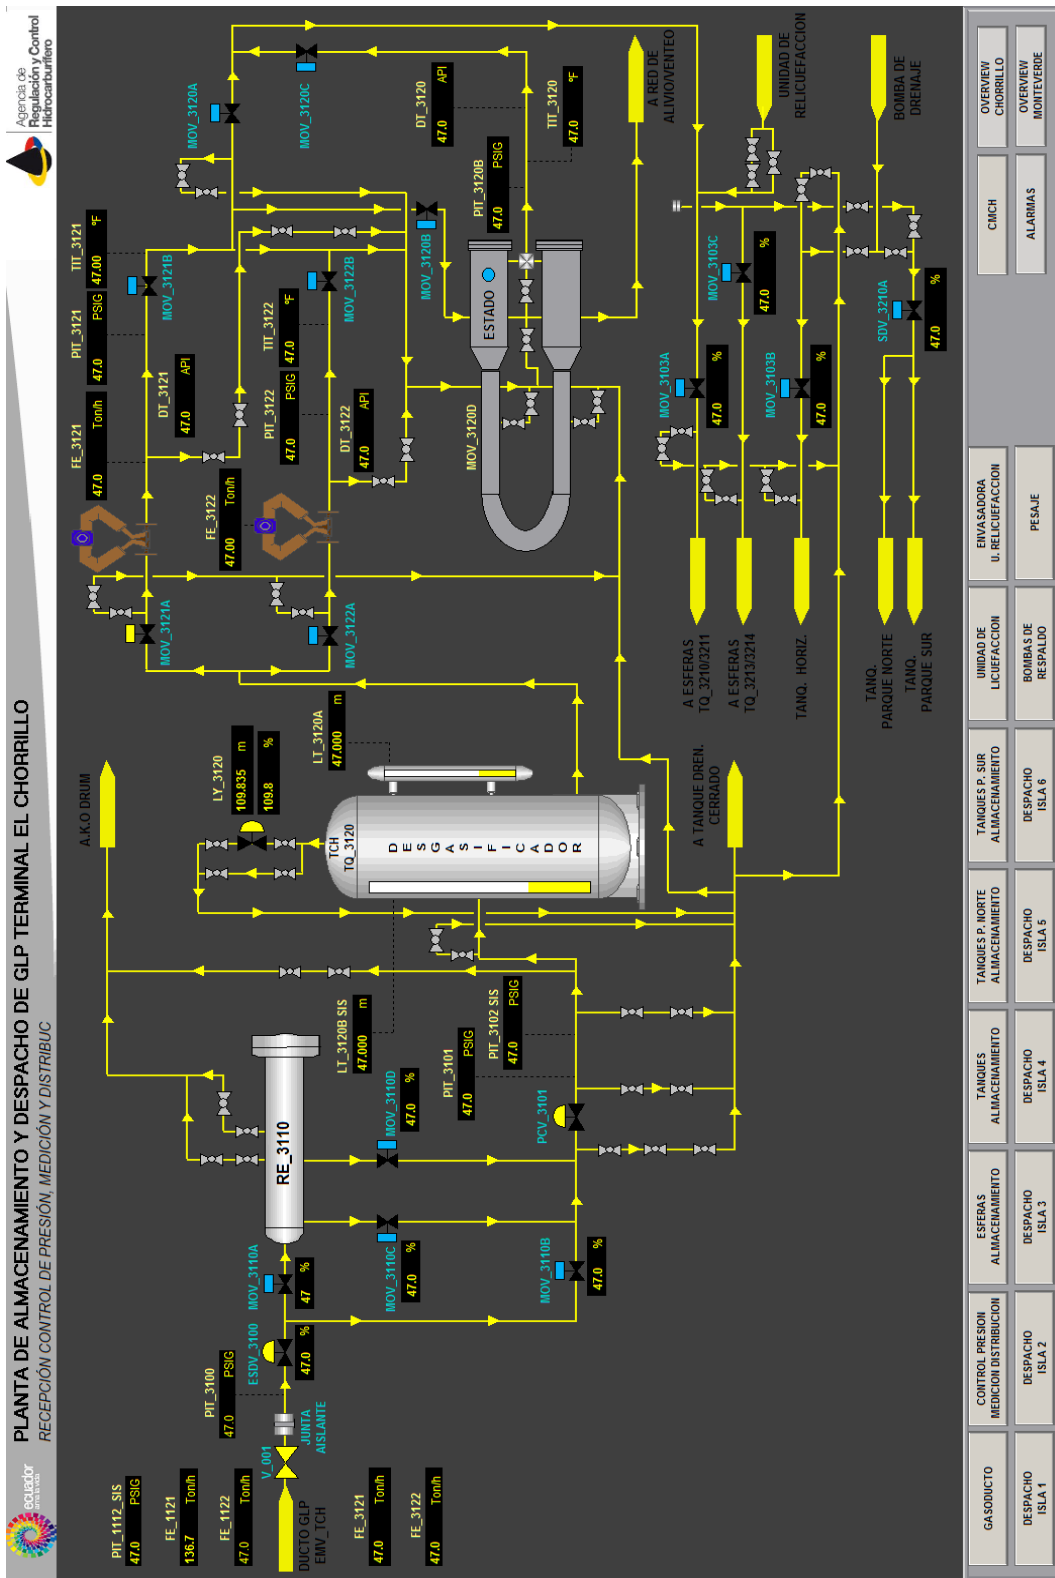 ecuador
ama la vida
PLANTA DE ALMACENAMIENTO Y DESPACHO DE GLP TERMINAL EL CHORRILLO
RECEPCIÓN CONTROL DE PRESIÓN, MEDICIÓN Y DISTRIBUC
Agencia de
Regulación y Control
Hidrocarburífero
PIT_1112_SIS
47.0 PSIG
FE_1121
136.7 Ton/h
FE_1122
47.0 Ton/h
DUCTO GLP
EMV_TCH
FE_3121
47.0 Ton/h
FE_3122
47.0 Ton/h
V_001
JUNTA
AISLANTE
PIT_3100
47.0 PSIG
ESDV_3100
47.0 %
MOV_3110A
47 %
RE_3110
MOV_3110C
47.0 %
MOV_3110D
47.0 %
MOV_3110B
47.0 %
PCV_3101
PIT_3101
47.0 PSIG
PIT_3102 SIS
47.0 PSIG
LT_3120B SIS
47.000 m
A.K.O DRUM
LY_3120
109.835 m
109.8 %
TCH
TQ_3120
DESGASIFICADOR
LT_3120A
47.000 m
A TANQUE DREN.
CERRADO
MOV_3121A
MOV_3122A
FE_3121
47.0 Ton/h
PIT_3121
47.0 PSIG
TIT_3121
47.00 ºF
DT_3121
47.0 API
MOV_3121B
FE_3122
47.00 Ton/h
PIT_3122
47.0 PSIG
TIT_3122
47.0 ºF
DT_3122
47.0 API
MOV_3122B
MOV_3120A
MOV_3120C
MOV_3120B
DT_3120
47.0 API
PIT_3120B
47.0 PSIG
TIT_3120
47.0 ºF
ESTADO
MOV_3120D
A RED DE
ALIVIO/VENTEO
UNIDAD DE
RELICUEFACCION
BOMBA DE
DRENAJE
MOV_3103A
47.0 %
MOV_3103C
47.0 %
MOV_3103B
47.0 %
SDV_3210A
47.0 %
A ESFERAS
TQ_3210/3211
A ESFERAS
TQ_3213/3214
TANQ. HORIZ.
TANQ.
PARQUE NORTE
TANQ.
PARQUE SUR
GASODUCTO
CONTROL PRESION
MEDICION DISTRIBUCION
ESFERAS
ALMACENAMIENTO
TANQUES
ALMACENAMIENTO
TANQUES P. NORTE
ALMACENAMIENTO
TANQUES P. SUR
ALMACENAMIENTO
UNIDAD DE
LICUEFACCION
ENVASADORA
U. RELICIEFACCION
CMCH
OVERVIEW
CHORRILLO
DESPACHO
ISLA 1
DESPACHO
ISLA 2
DESPACHO
ISLA 3
DESPACHO
ISLA 4
DESPACHO
ISLA 5
DESPACHO
ISLA 6
BOMBAS DE
RESPALDO
PESAJE
ALARMAS
OVERVIEW
MONTEVERDE